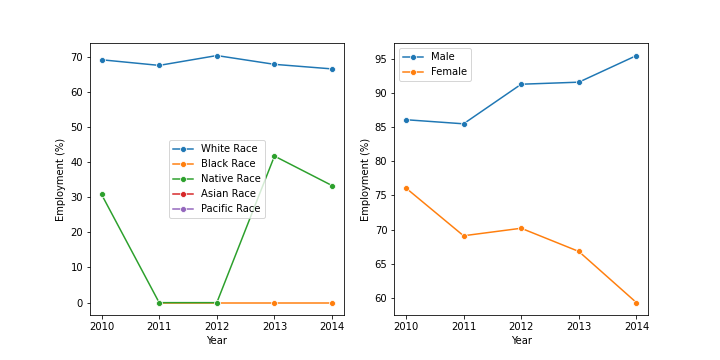 70
60
50
40
30
20
10
0
Employment (%)
2010 2011 2012 2013 2014
Year
White Race
Black Race
Native Race
Asian Race
Pacific Race
95
90
85
80
75
70
65
60
Employment (%)
2010 2011 2012 2013 2014
Year
Male
Female